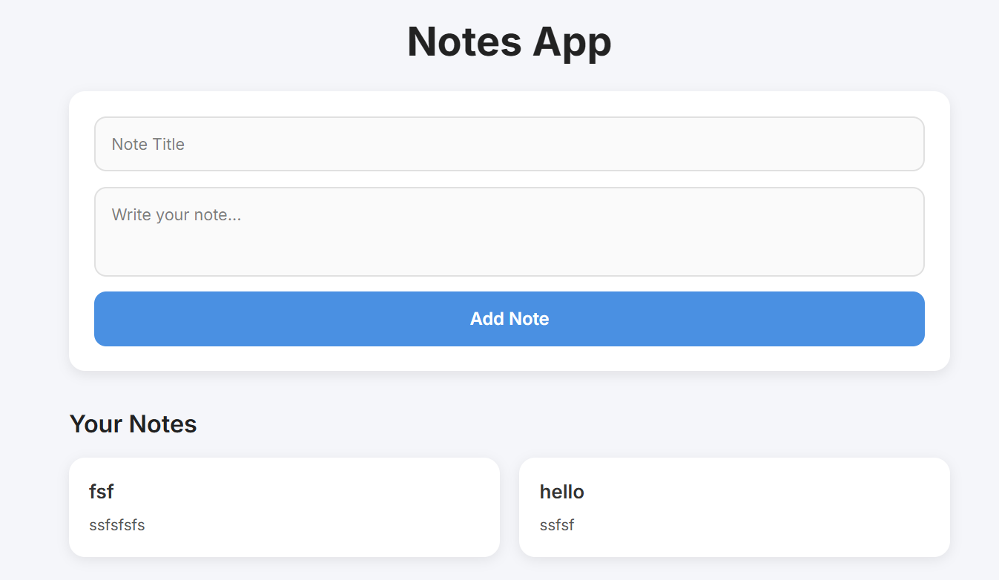 Notes App
Note Title
Write your note...
Add Note
Your Notes
fsf
ssfsfsfs
hello
ssfsf